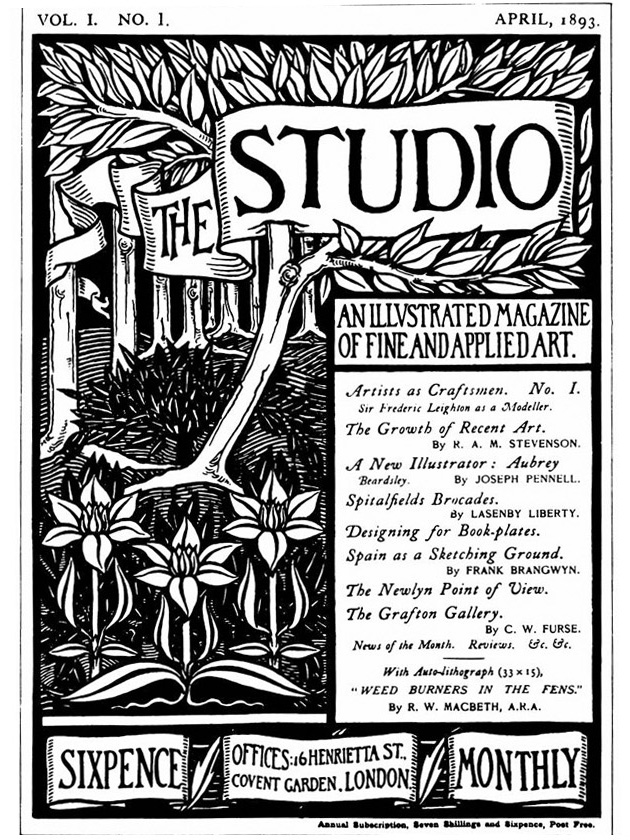 VOL. I. NO. I. APRIL, 1893.
THE STUDIO
AN ILLVSTRATED MAGAZINE
OF FINE AND APPLIED ART.
Artists as Craftsmen. No. I.
Sir Frederic Leighton as a Modeller.
The Growth of Recent Art.
By R. A. M. STEVENSON.
A New Illustrator: Aubrey
Beardsley. By JOSEPH PENNELL.
Spitalfields Brocades.
By LASENBY LIBERTY.
Designing for Book-plates.
Spain as a Sketching Ground.
By FRANK BRANGWYN.
The Newlyn Point of View.
The Grafton Gallery.
By C. W. FURSE.
News of the Month. Reviews. &c. &c.
With Auto-lithograph (33 x 15),
"WEED BURNERS IN THE FENS."
By R. W. MACBETH, A.R.A.
SIXPENCE
OFFICES: 16 HENRIETTA ST.,
COVENT GARDEN. LONDON
MONTHLY
Annual Subscription, Seven Shillings and Sixpence, Post Free.